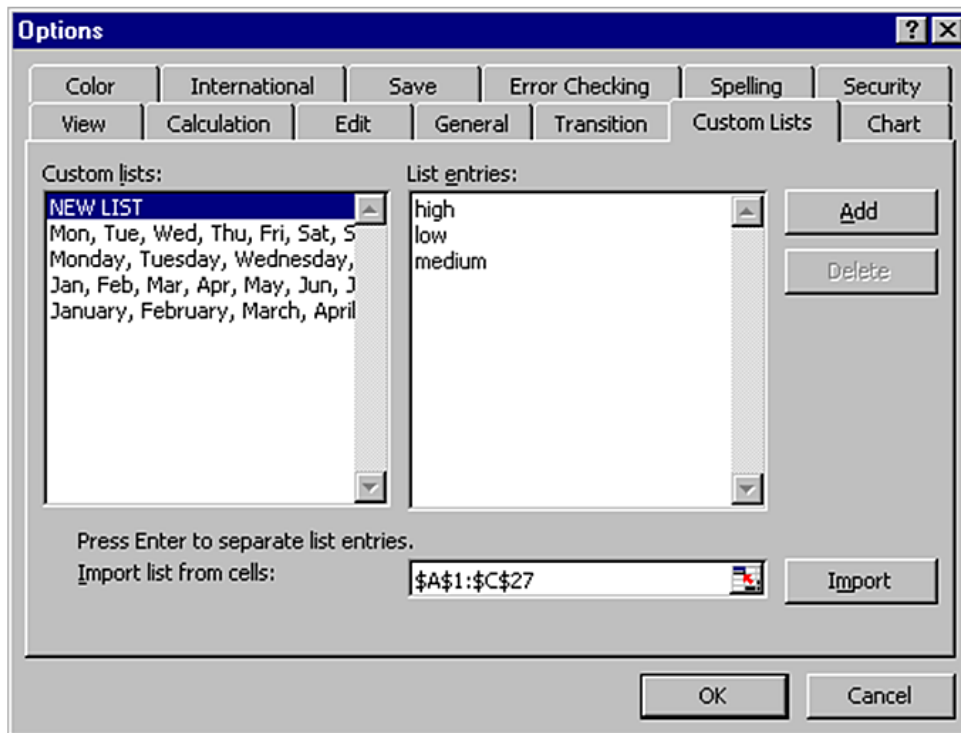 Options
Color International Save Error Checking Spelling Security
View Calculation Edit General Transition Custom Lists Chart
Custom lists:
NEW LIST
Mon, Tue, Wed, Thu, Fri, Sat, S
Monday, Tuesday, Wednesday,
Jan, Feb, Mar, Apr, May, Jun, J
January, February, March, April
List entries:
high
low
medium
Add
Delete
Press Enter to separate list entries.
Import list from cells:
$A$1:$C$27
Import
OK Cancel